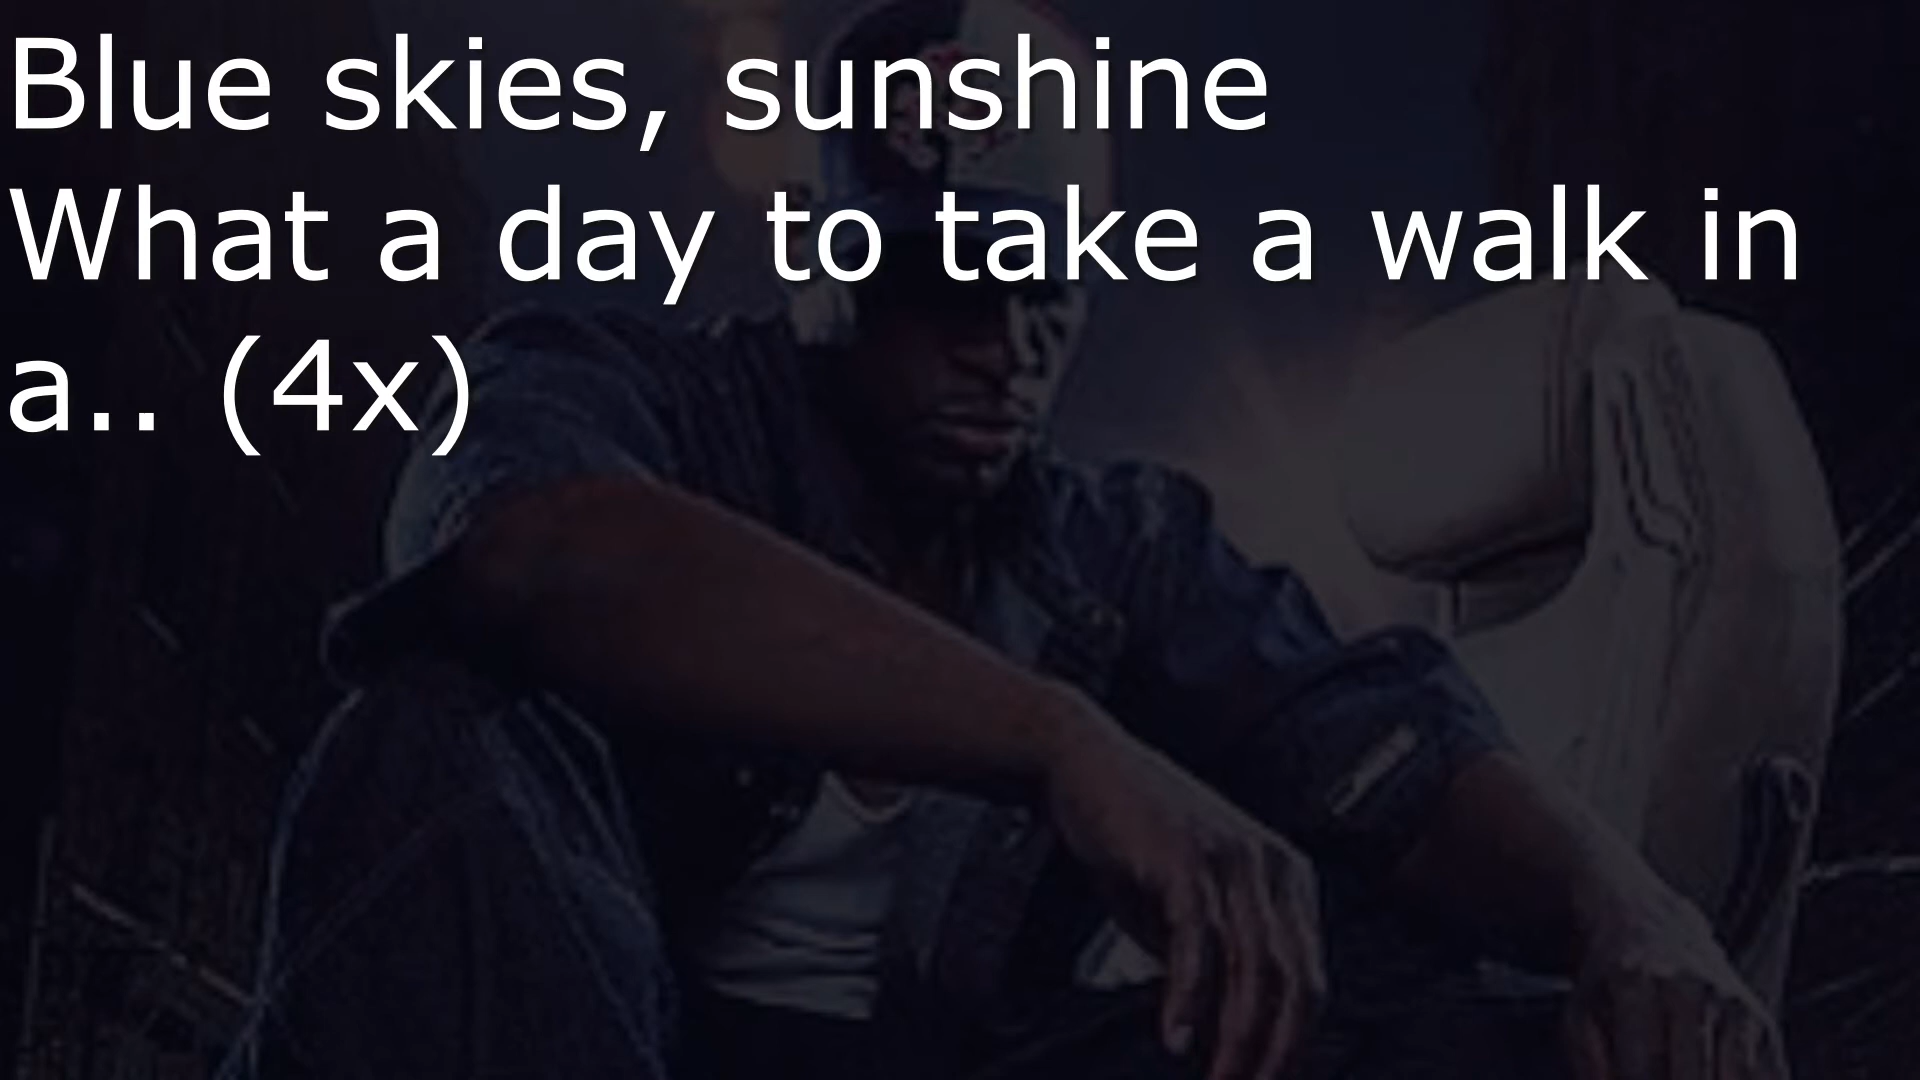 Blue skies, sunshine
What a day to take a walk in
a.. (4x)